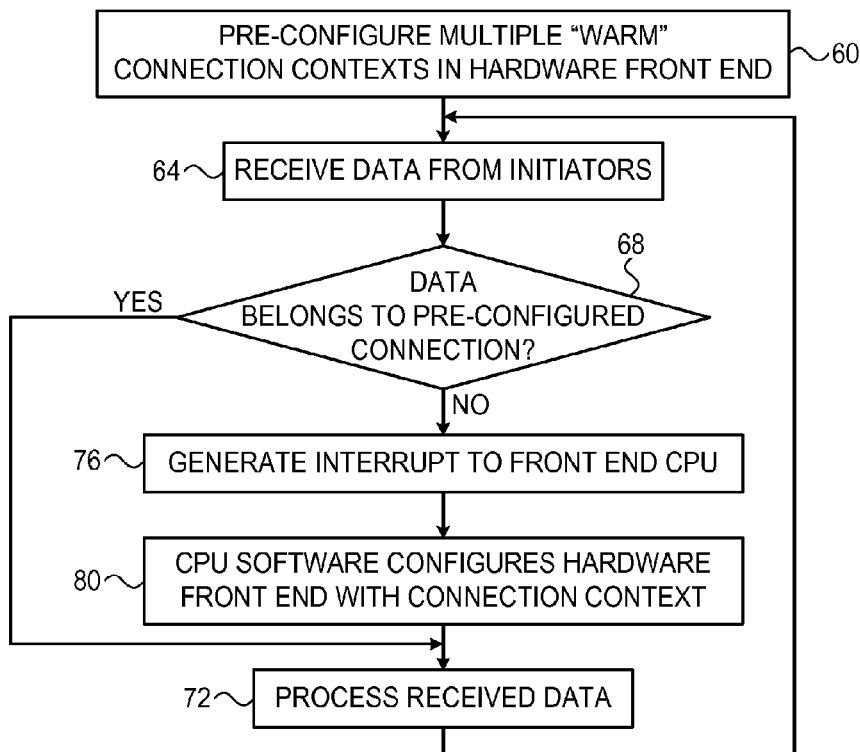 PRE-CONFIGURE MULTIPLE “WARM”
CONNECTION CONTEXTS IN HARDWARE FRONT END
60
64
RECEIVE DATA FROM INITIATORS
68
DATA
BELONGS TO PRE-CONFIGURED
CONNECTION?
YES
NO
76
GENERATE INTERRUPT TO FRONT END CPU
80
CPU SOFTWARE CONFIGURES HARDWARE
FRONT END WITH CONNECTION CONTEXT
72
PROCESS RECEIVED DATA